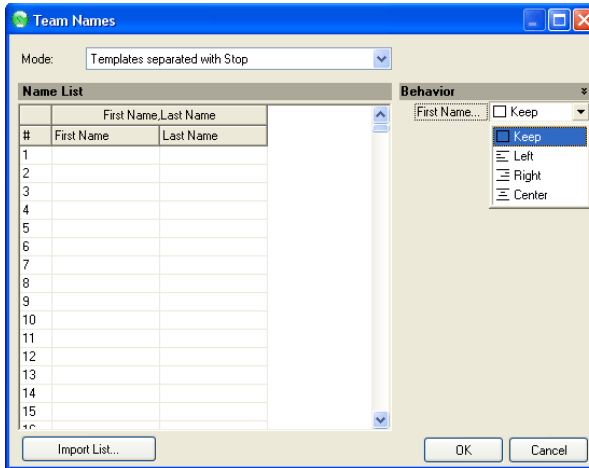 Team Names
Mode: Templates separated with Stop
Name List
Behavior
First Name,Last Name
First Name... Keep
# First Name Last Name
Keep
Left
Right
Center
1
2
3
4
5
6
7
8
9
10
11
12
13
14
15
16
Import List...
OK Cancel